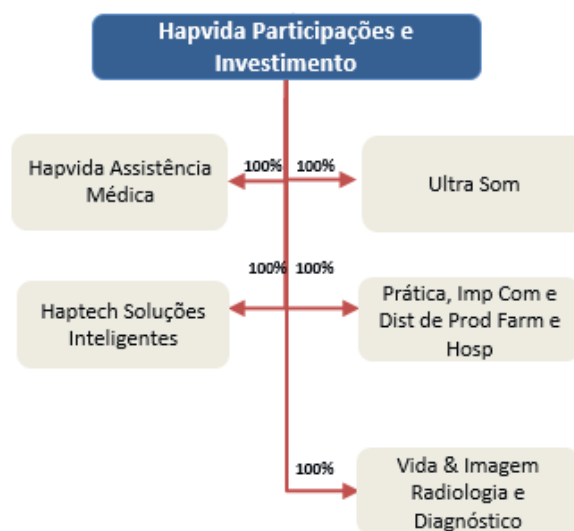 Hapvida Participações e
Investimento
100%
100%
Hapvida Assistência
Médica
Ultra Som
100%
100%
Haptech Soluções
Inteligentes
Prática, Imp Com e
Dist de Prod Farm e
Hosp
100%
Vida & Imagem
Radiologia e
Diagnóstico